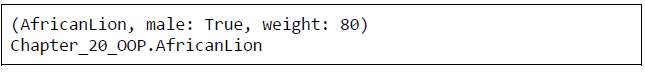 (AfricanLion, male: True, weight: 80)
Chapter_20_OOP.AfricanLion